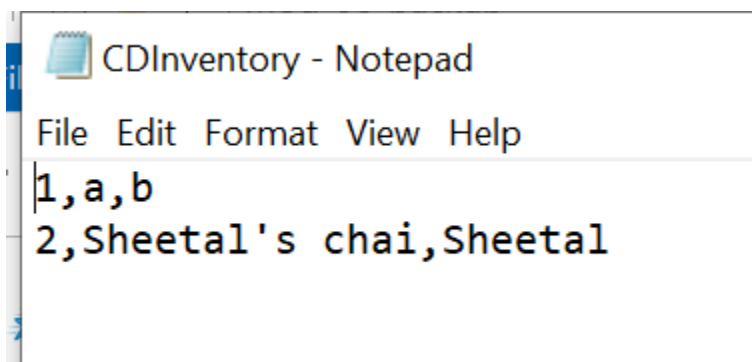 CDInventory - Notepad
File Edit Format View Help
1,a,b
2,Sheetal's chai,Sheetal